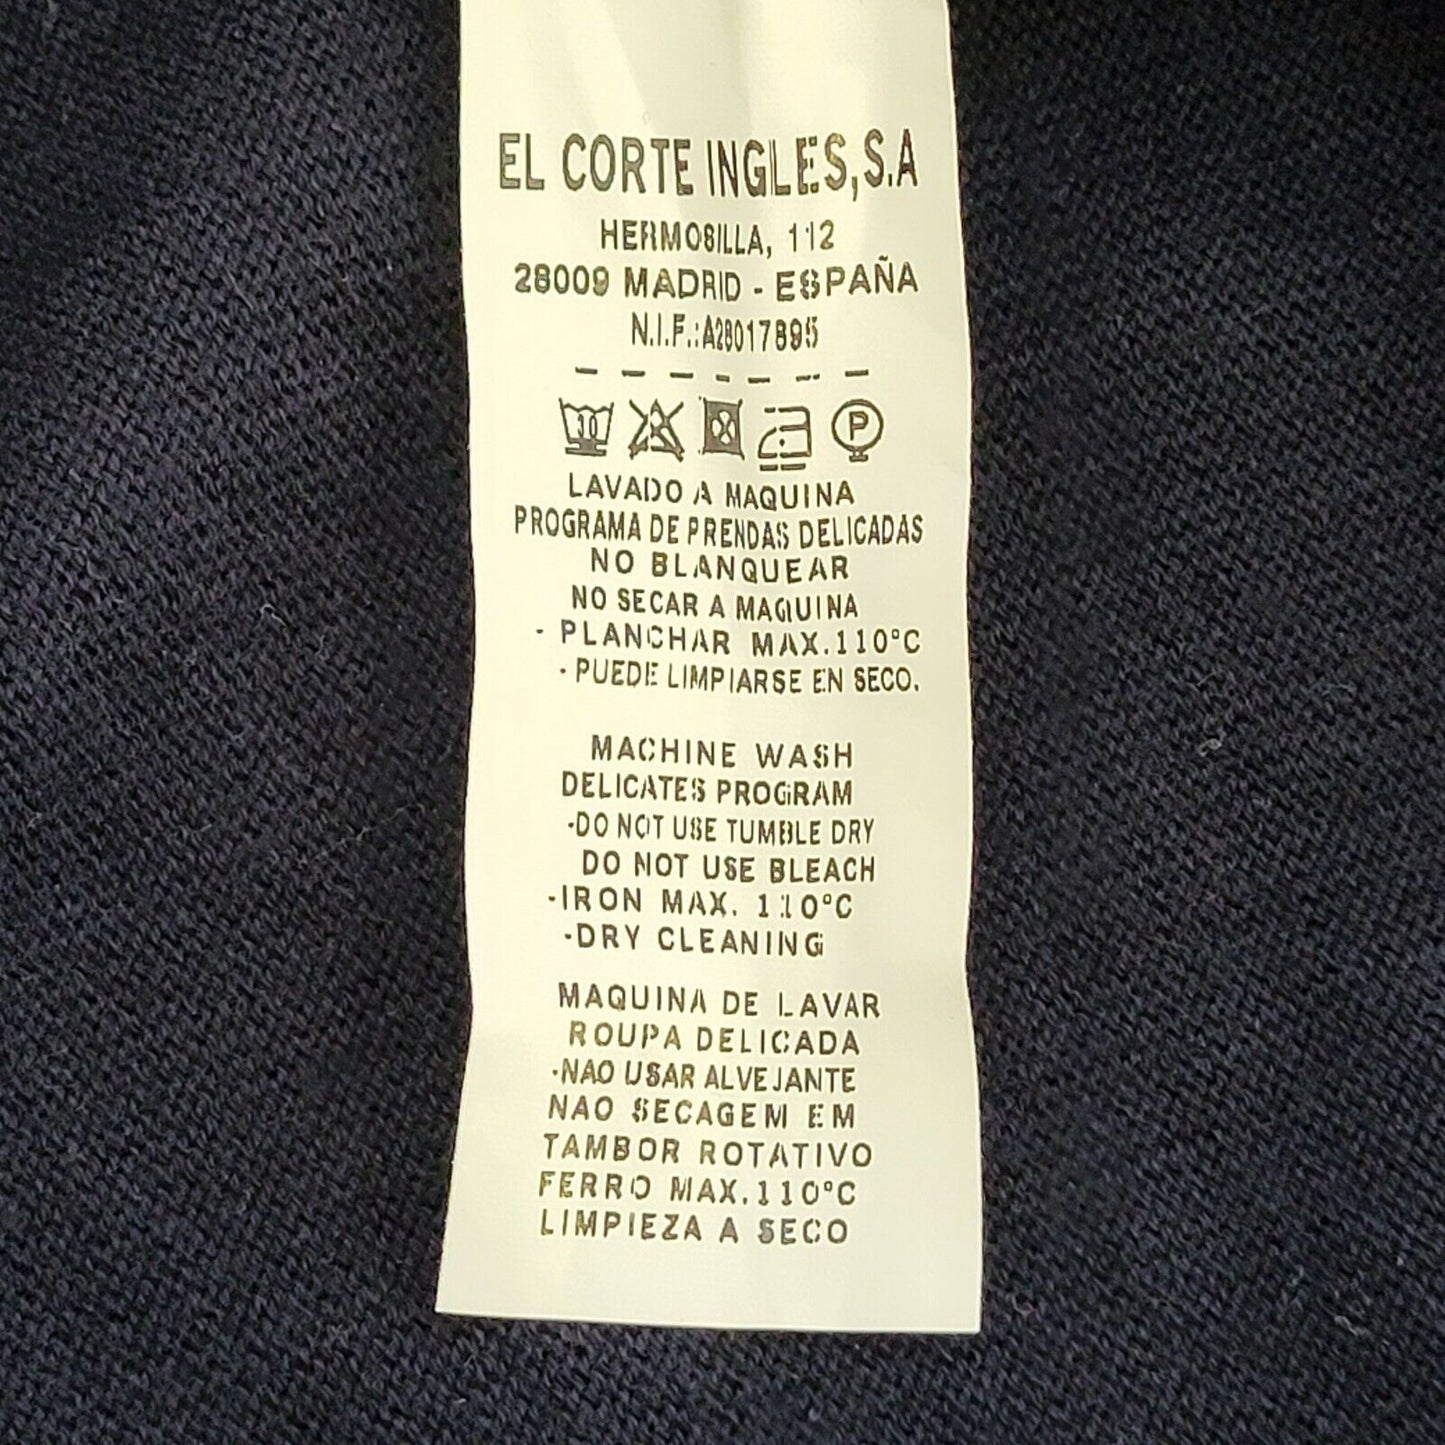 EL CORTE INGLES,S.A
HERMOSILLA, 112
28009 MADRID - ESPAÑA
N.I.F.:A28017895
30 P
LAVADO A MAQUINA
PROGRAMA DE PRENDAS DELICADAS
NO BLANQUEAR
NO SECAR A MAQUINA
- PLANCHAR MAX.110°C
- PUEDE LIMPIARSE EN SECO.
MACHINE WASH
DELICATES PROGRAM
-DO NOT USE TUMBLE DRY
DO NOT USE BLEACH
-IRON MAX. 110°C
-DRY CLEANING
MAQUINA DE LAVAR
ROUPA DELICADA
-NAO USAR ALVEJANTE
NAO SECAGEM EM
TAMBOR ROTATIVO
FERRO MAX.110°C
LIMPIEZA A SECO